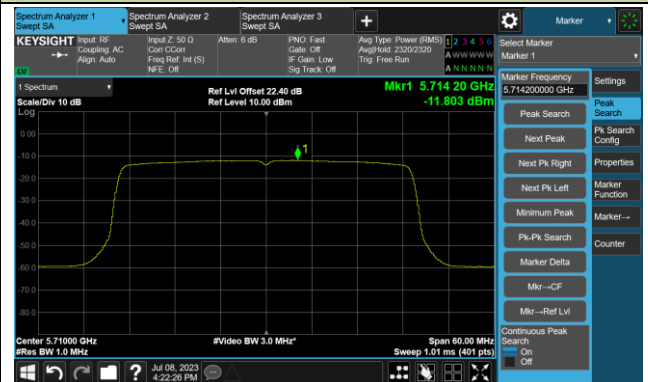 Spectrum Analyzer 1
Swept SA
Spectrum Analyzer 2
Swept SA
Spectrum Analyzer 3
Swept SA
+
Marker
KEYSIGHT
Input: RF
Coupling: AC
Align: Auto
Input Z: 50 Ω
Corr CCorr
Freq Ref: Int (S)
NFE: Off
Atten: 6 dB
PNO: Fast
Gate: Off
IF Gain: Low
Sig Track: Off
Avg Type: Power (RMS)
Avg|Hold: 2320/2320
Trig: Free Run
1 2 3 4 5 6
A W W W W W
A N N N N N
LXI
Select Marker
Marker 1
1 Spectrum
Scale/Div 10 dB
Log
Ref Lvl Offset 22.40 dB
Ref Level 10.00 dBm
Mkr1 5.714 20 GHz
-11.803 dBm
1
0.00
-10.0
-20.0
-30.0
-40.0
-50.0
-60.0
-70.0
-80.0
Center 5.71000 GHz
#Res BW 1.0 MHz
#Video BW 3.0 MHz*
Span 60.00 MHz
Sweep 1.01 ms (401 pts)
Marker Frequency
5.714200000 GHz
Peak Search
Next Peak
Next Pk Right
Next Pk Left
Minimum Peak
Pk-Pk Search
Marker Delta
Mkr→CF
Mkr→Ref Lvl
Continuous Peak
Search
On
Off
Settings
Peak
Search
Pk Search
Config
Properties
Marker
Function
Marker→
Counter
?
Jul 08, 2023
4:22:26 PM